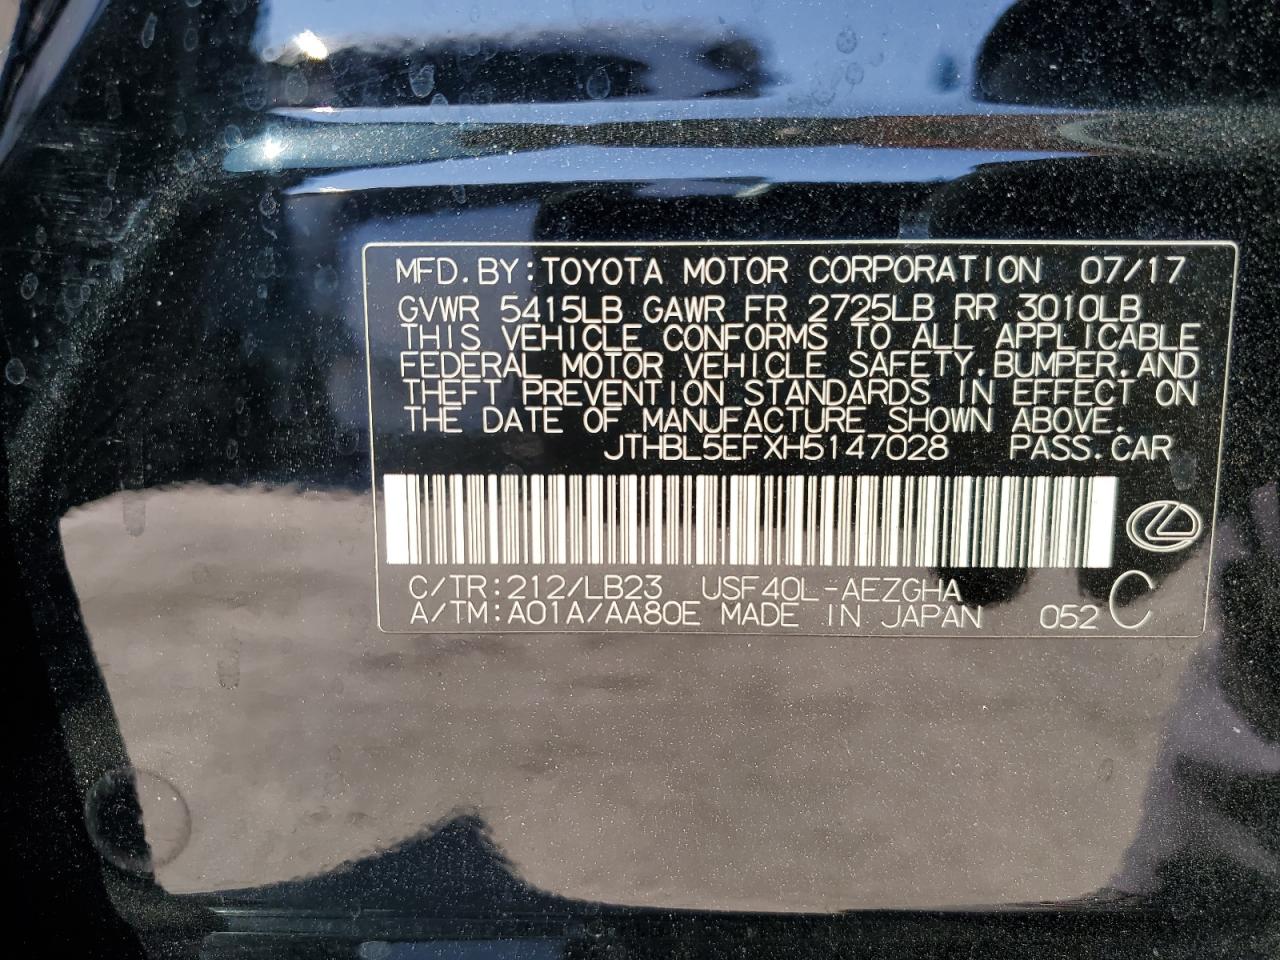 MFD.BY:TOYOTA MOTOR CORPORATION 07/17
GVWR 5415LB GAWR FR 2725LB RR 3010LB
THIS VEHICLE CONFORMS TO ALL APPLICABLE
FEDERAL MOTOR VEHICLE SAFETY.BUMPER.AND
THEFT PREVENTION STANDARDS IN EFFECT ON
THE DATE OF MANUFACTURE SHOWN ABOVE.
JTHBL5EFXH5147028 PASS.CAR
C/TR:212/LB23 USF40L-AEZGHA
A/TM:A01A/AA80E MADE IN JAPAN 052 C